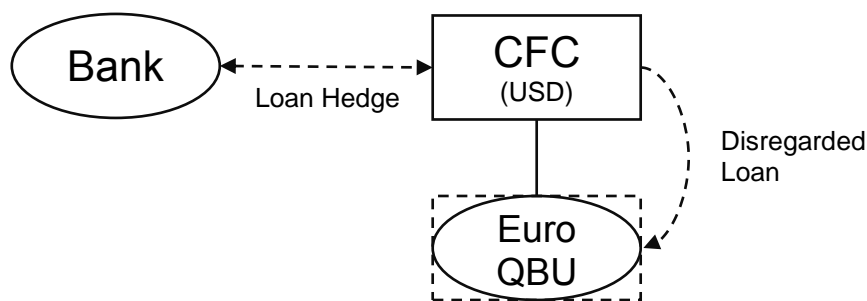 Bank
Loan Hedge
CFC
(USD)
Disregarded
Loan
Euro
QBU